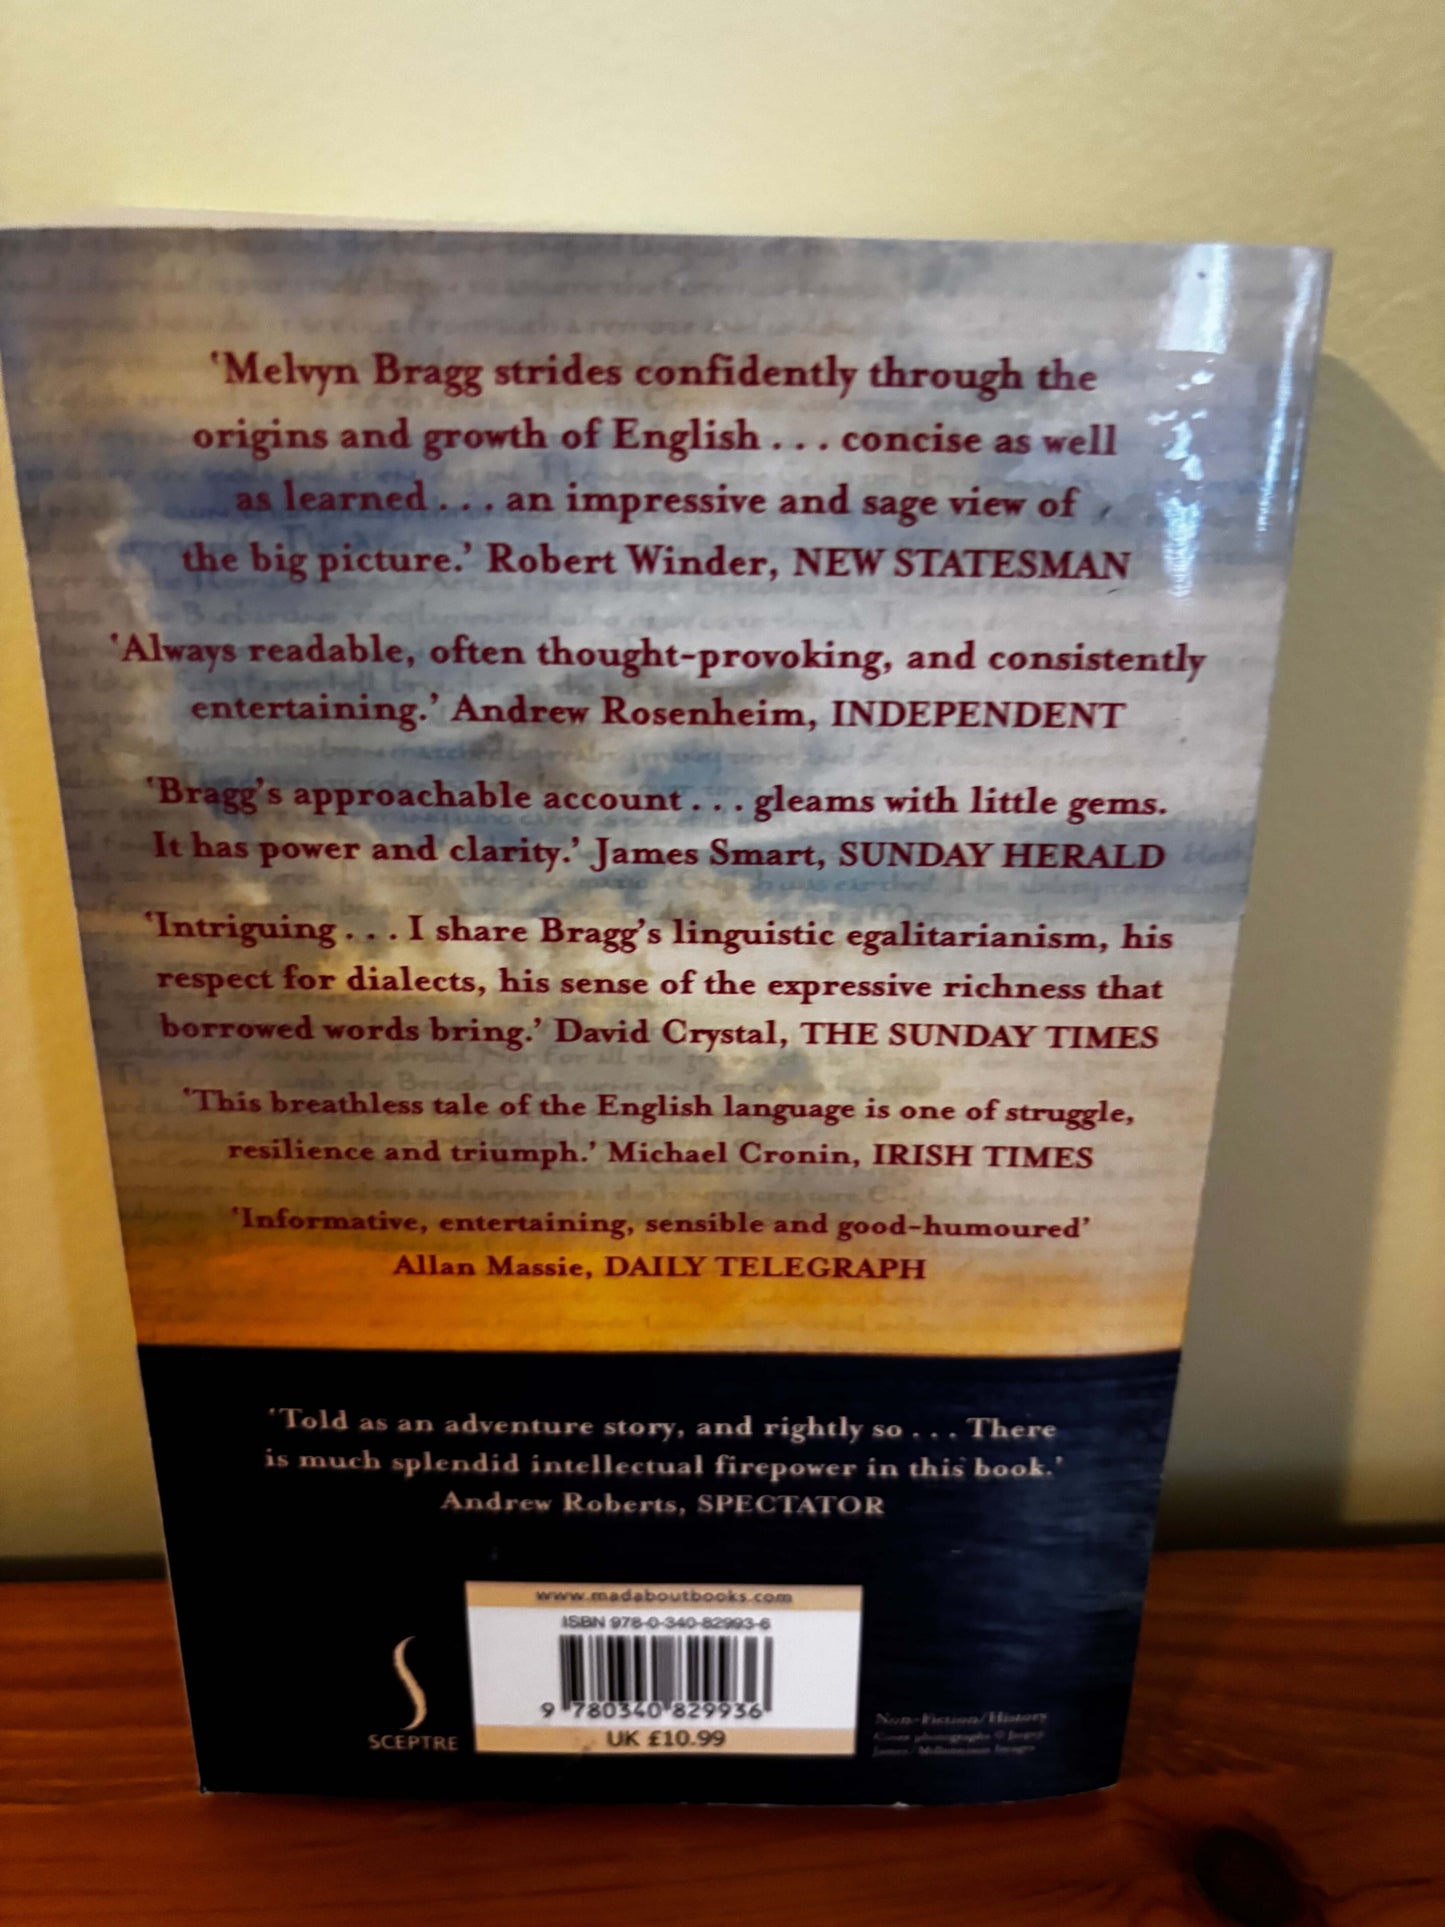 ‘Melvyn Bragg strides confidently through the
origins and growth of English . . . concise as well
as learned . . . an impressive and sage view of
the big picture.’ Robert Winder, NEW STATESMAN
‘Always readable, often thought-provoking, and consistently
entertaining.’ Andrew Rosenheim, INDEPENDENT
‘Bragg’s approachable account . . . gleams with little gems.
It has power and clarity.’ James Smart, SUNDAY HERALD
‘Intriguing . . . I share Bragg’s linguistic egalitarianism, his
respect for dialects, his sense of the expressive richness that
borrowed words bring.’ David Crystal, THE SUNDAY TIMES
‘This breathless tale of the English language is one of struggle,
resilience and triumph.’ Michael Cronin, IRISH TIMES
‘Informative, entertaining, sensible and good-humoured’
Allan Massie, DAILY TELEGRAPH
‘Told as an adventure story, and rightly so . . . There
is much splendid intellectual firepower in this book.’
Andrew Roberts, SPECTATOR
www.madaboutbooks.com
ISBN 978-0-340-82993-6
9 780340 829936
UK £10.99
SCEPTRE
Non-Fiction/History
Cover photographs ©